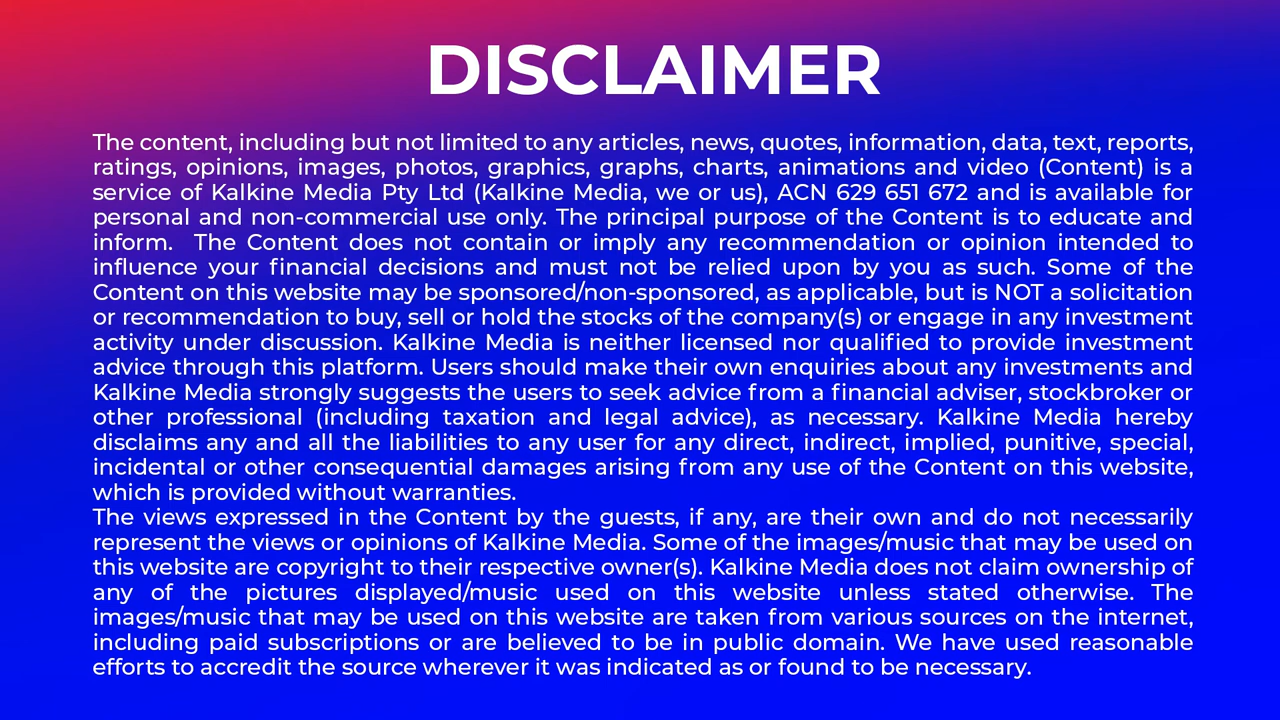 DISCLAIMER
The content, including but not limited to any articles, news, quotes, information, data, text, reports,
ratings, opinions, images, photos, graphics, graphs, charts, animations and video (Content) is a
service of Kalkine Media Pty Ltd (Kalkine Media, we or us), ACN 629 651 672 and is available for
personal and non-commercial use only. The principal purpose of the Content is to educate and
inform.  The Content does not contain or imply any recommendation or opinion intended to
influence your financial decisions and must not be relied upon by you as such. Some of the
Content on this website may be sponsored/non-sponsored, as applicable, but is NOT a solicitation
or recommendation to buy, sell or hold the stocks of the company(s) or engage in any investment
activity under discussion. Kalkine Media is neither licensed nor qualified to provide investment
advice through this platform. Users should make their own enquiries about any investments and
Kalkine Media strongly suggests the users to seek advice from a financial adviser, stockbroker or
other professional (including taxation and legal advice), as necessary. Kalkine Media hereby
disclaims any and all the liabilities to any user for any direct, indirect, implied, punitive, special,
incidental or other consequential damages arising from any use of the Content on this website,
which is provided without warranties.
The views expressed in the Content by the guests, if any, are their own and do not necessarily
represent the views or opinions of Kalkine Media. Some of the images/music that may be used on
this website are copyright to their respective owner(s). Kalkine Media does not claim ownership of
any of the pictures displayed/music used on this website unless stated otherwise. The
images/music that may be used on this website are taken from various sources on the internet,
including paid subscriptions or are believed to be in public domain. We have used reasonable
efforts to accredit the source wherever it was indicated as or found to be necessary.